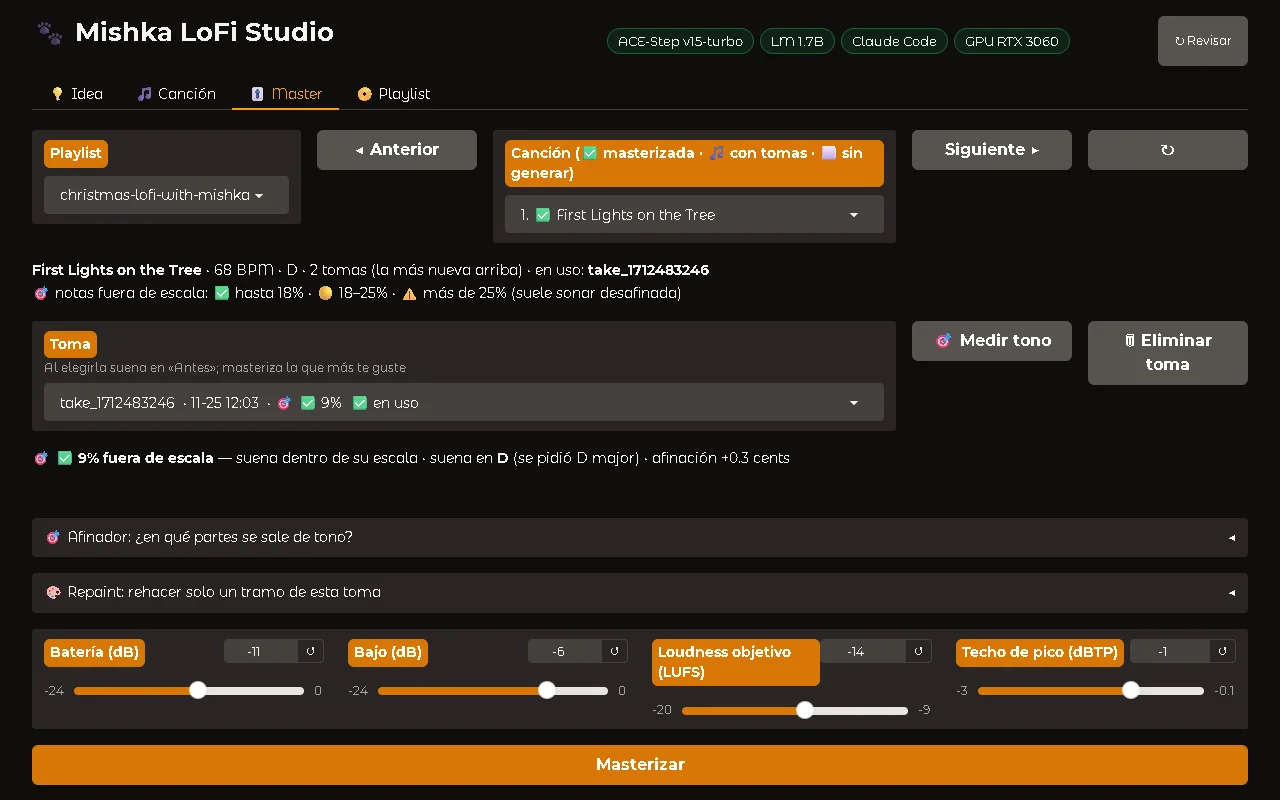 Mishka LoFi Studio
ACE-Step v15-turbo
LM 1.7B
Claude Code
GPU RTX 3060
↻ Revisar
Idea
Canción
Master
Playlist
Playlist
christmas-lofi-with-mishka
◂ Anterior
Canción (✅ masterizada · 🎵 con tomas · ⬜ sin
generar)
1. ✅ First Lights on the Tree
Siguiente ▸
↻
First Lights on the Tree · 68 BPM · D · 2 tomas (la más nueva arriba) · en uso: take_1712483246
🎯 notas fuera de escala: ✅ hasta 18% · 🟡 18–25% · ⚠️ más de 25% (suele sonar desafinada)
Toma
Al elegirla suena en «Antes»; masteriza la que más te guste
take_1712483246 · 11-25 12:03 · 🎯 ✅ 9% ✅ en uso
🎯 Medir tono
🗑 Eliminar
toma
🎯 ✅ 9% fuera de escala — suena dentro de su escala · suena en D (se pidió D major) · afinación +0.3 cents
🎯 Afinador: ¿en qué partes se sale de tono?
🎨 Repaint: rehacer solo un tramo de esta toma
Batería (dB)
-11
↺
-24
0
Bajo (dB)
-6
↺
-24
0
Loudness objetivo
(LUFS)
-14
↺
-20
-9
Techo de pico (dBTP)
-1
↺
-3
-0.1
Masterizar